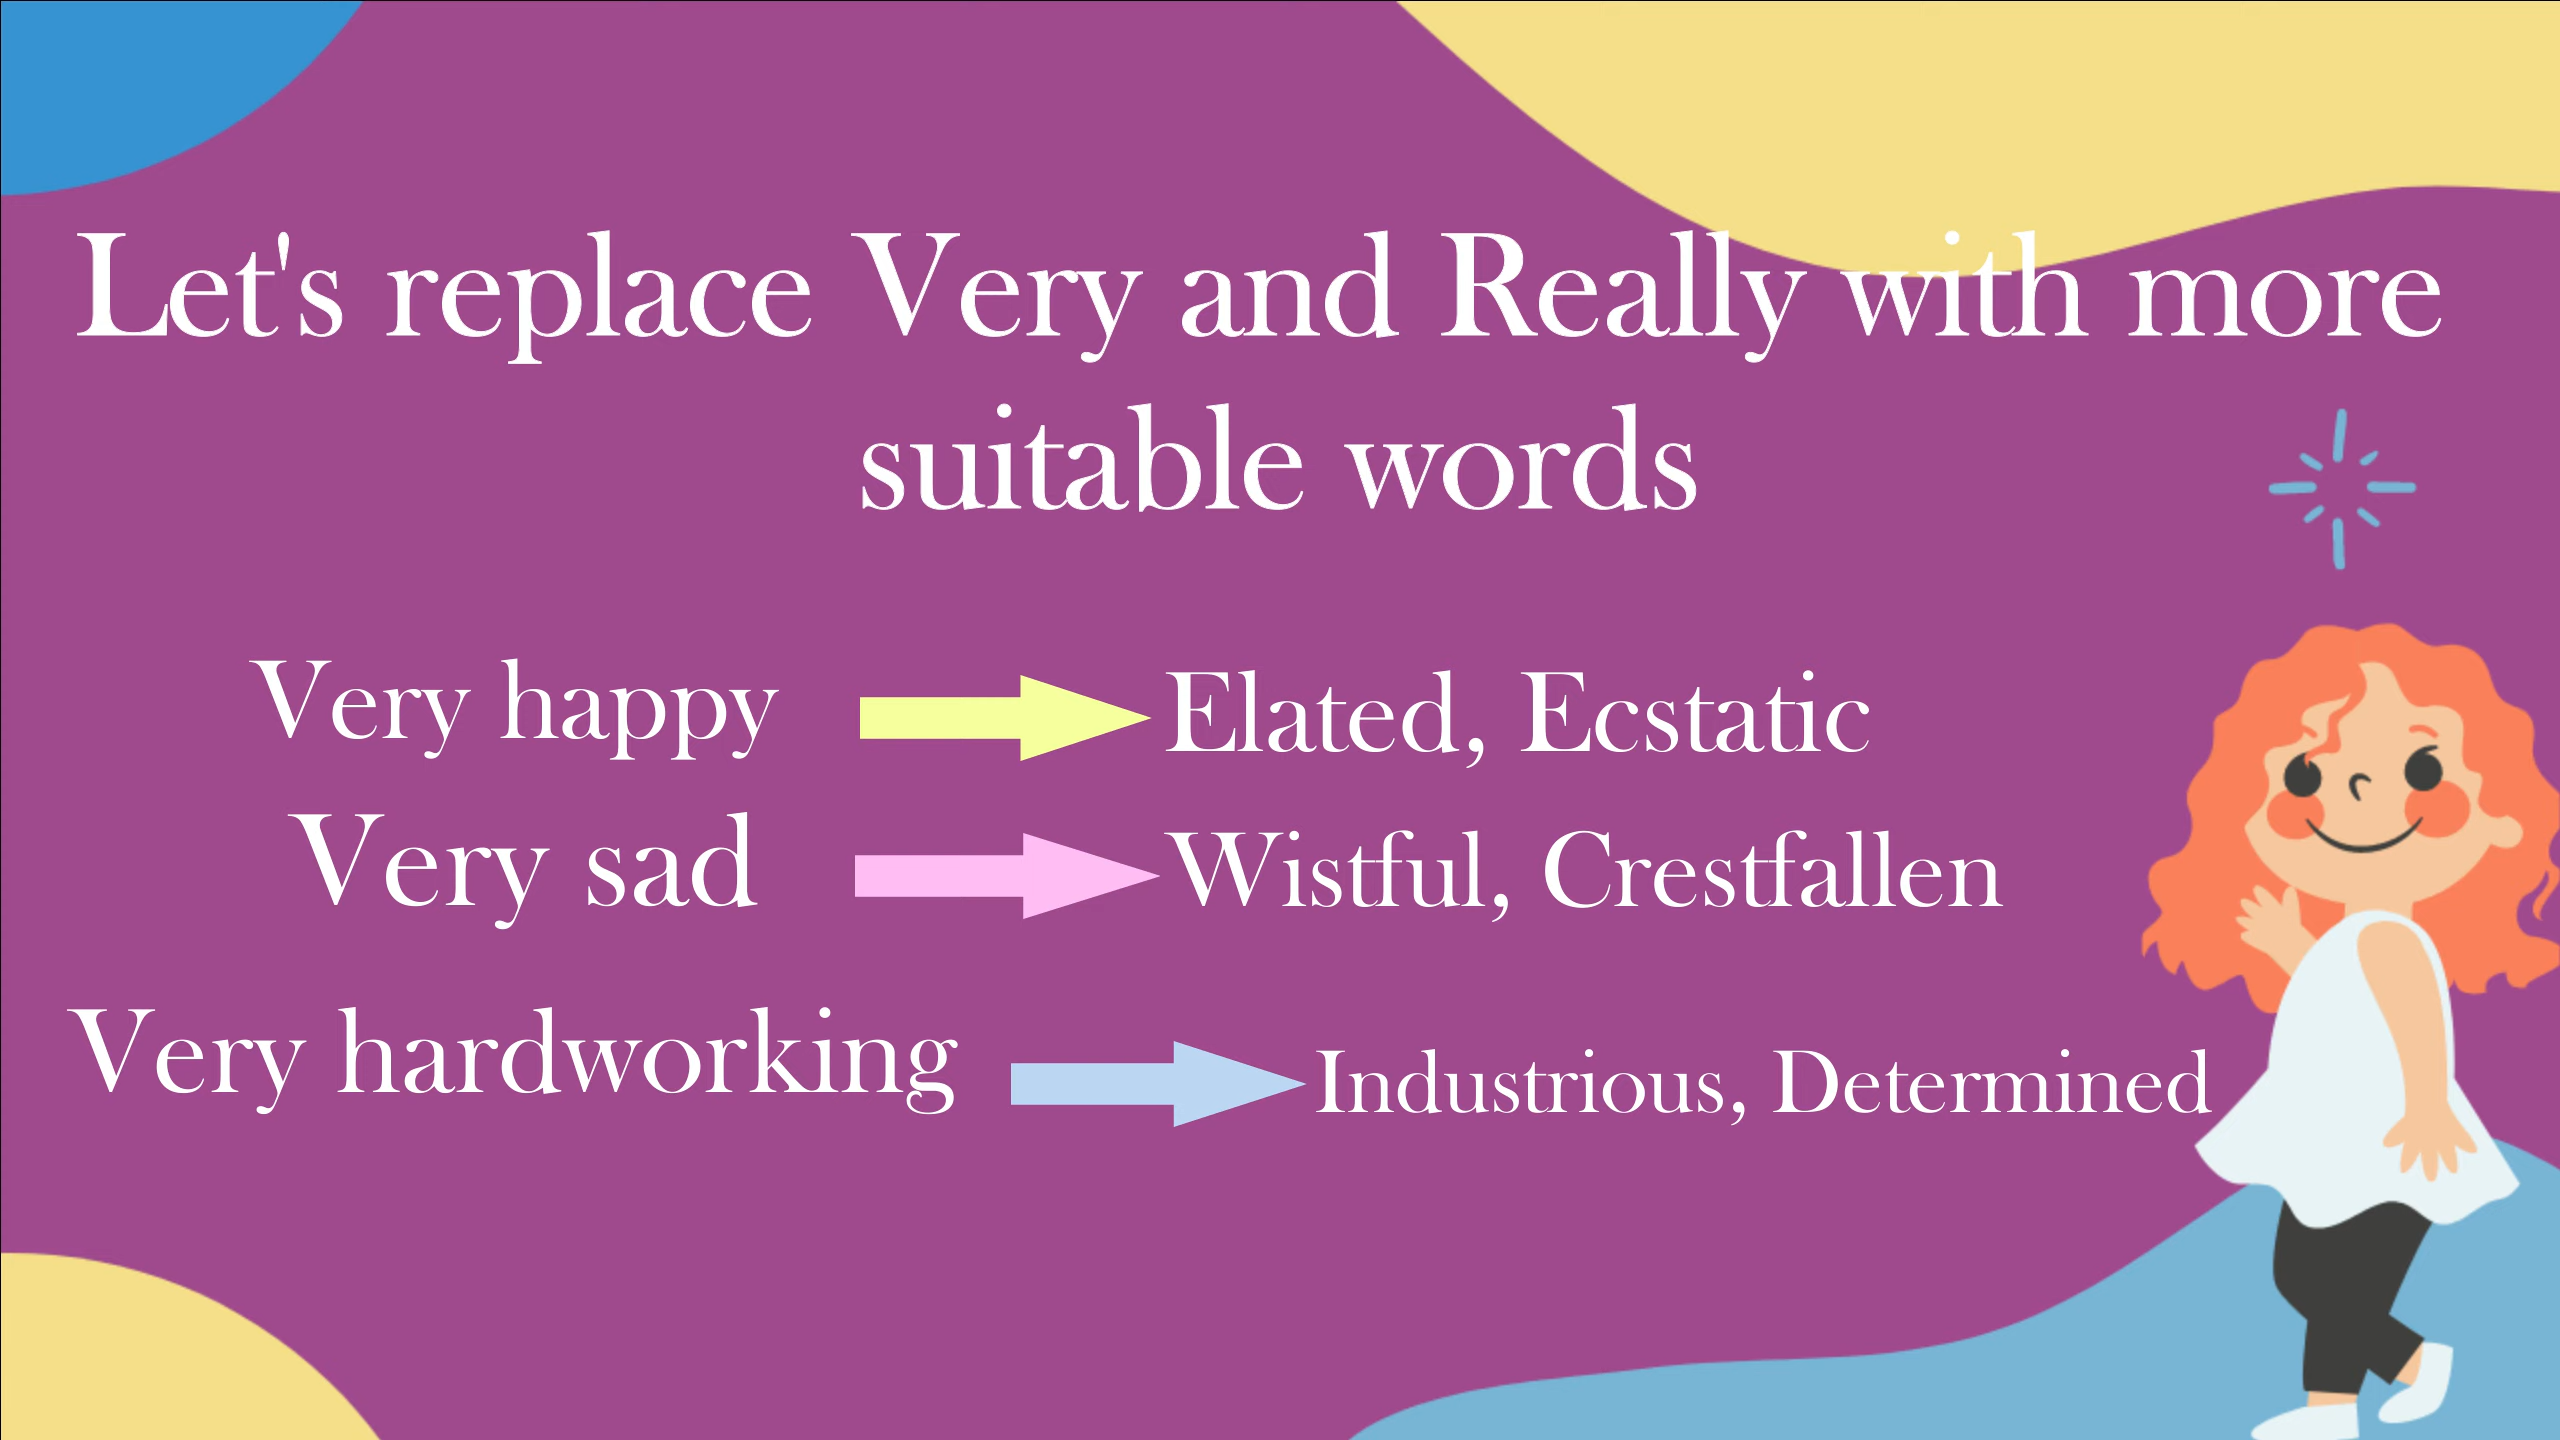 Let's replace Very and Really with more
suitable words
Very happy Elated, Ecstatic
Very sad Wistful, Crestfallen
Very hardworking Industrious, Determined